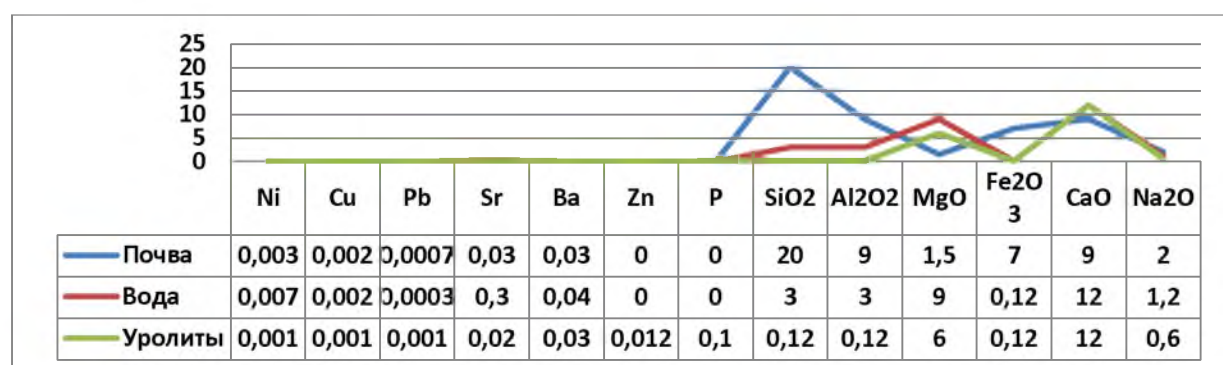 25
20
15
10
5
0
Ni Cu Pb Sr Ba Zn P SiO2 Al2O2 MgO Fe2O3 CaO Na2O
Почва 0,003 0,002 0,0007 0,03 0,03 0 0 20 9 1,5 7 9 2
Вода 0,007 0,002 0,0003 0,3 0,04 0 0 3 3 9 0,12 12 1,2
Уролиты 0,001 0,001 0,001 0,02 0,03 0,012 0,1 0,12 0,12 6 0,12 12 0,6